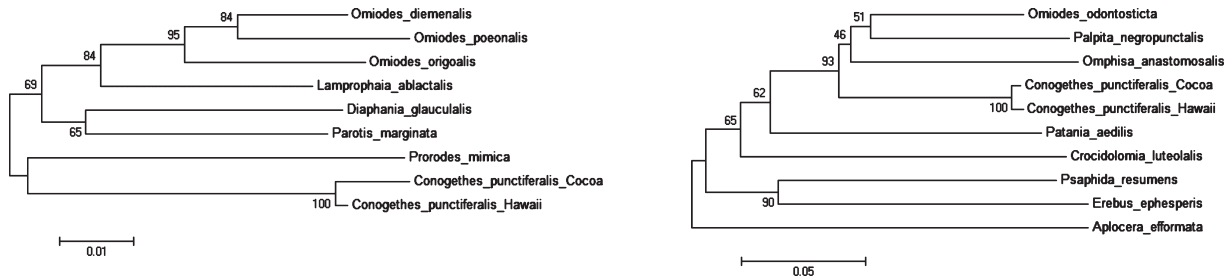 84
Omiodes_diemenalis
95
Omiodes_poeonalis
84
Omiodes_origoalis
69
Lamprophaia_ablactalis
Diaphania_glauculalis
65
Parotis_marginata
Prorodes_mimica
Conogethes_punctiferalis_Cocoa
100
Conogethes_punctiferalis_Hawaii
0.01
51
Omiodes_odontosticta
46
Palpita_negropunctalis
93
Omphisa_anastomosalis
62
Conogethes_punctiferalis_Cocoa
100
Conogethes_punctiferalis_Hawaii
65
Patania_aedilis
Crocidolomia_luteolalis
Psaphida_resumens
90
Erebus_ephesperis
Aplocera_efformata
0.05